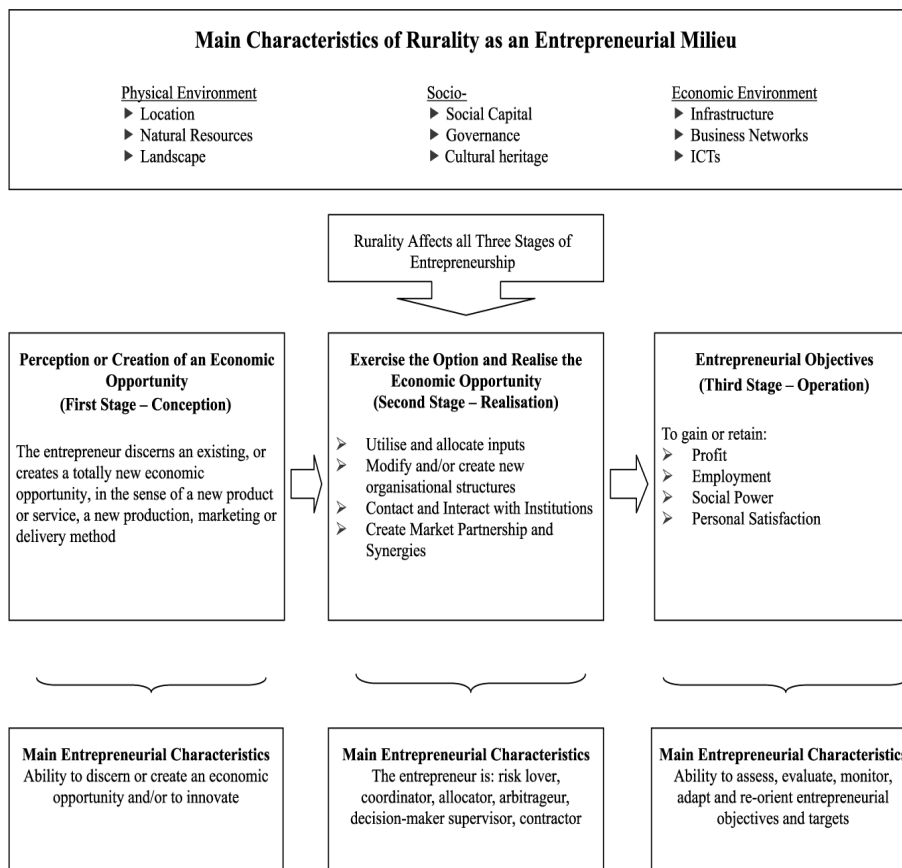 Main Characteristics of Rurality as an Entrepreneurial Milieu
Physical Environment
Location
Natural Resources
Landscape
Socio-
Social Capital
Governance
Cultural heritage
Economic Environment
Infrastructure
Business Networks
ICTs
Rurality Affects all Three Stages of
Entrepreneurship
Perception or Creation of an Economic
Opportunity
(First Stage – Conception)
The entrepreneur discerns an existing, or
creates a totally new economic
opportunity, in the sense of a new product
or service, a new production, marketing or
delivery method
Exercise the Option and Realise the
Economic Opportunity
(Second Stage – Realisation)
Utilise and allocate inputs
Modify and/or create new
organisational structures
Contact and Interact with Institutions
Create Market Partnership and
Synergies
Entrepreneurial Objectives
(Third Stage – Operation)
To gain or retain:
Profit
Employment
Social Power
Personal Satisfaction
Main Entrepreneurial Characteristics
Ability to discern or create an economic
opportunity and/or to innovate
Main Entrepreneurial Characteristics
The entrepreneur is: risk lover,
coordinator, allocator, arbitrageur,
decision-maker supervisor, contractor
Main Entrepreneurial Characteristics
Ability to assess, evaluate, monitor,
adapt and re-orient entrepreneurial
objectives and targets